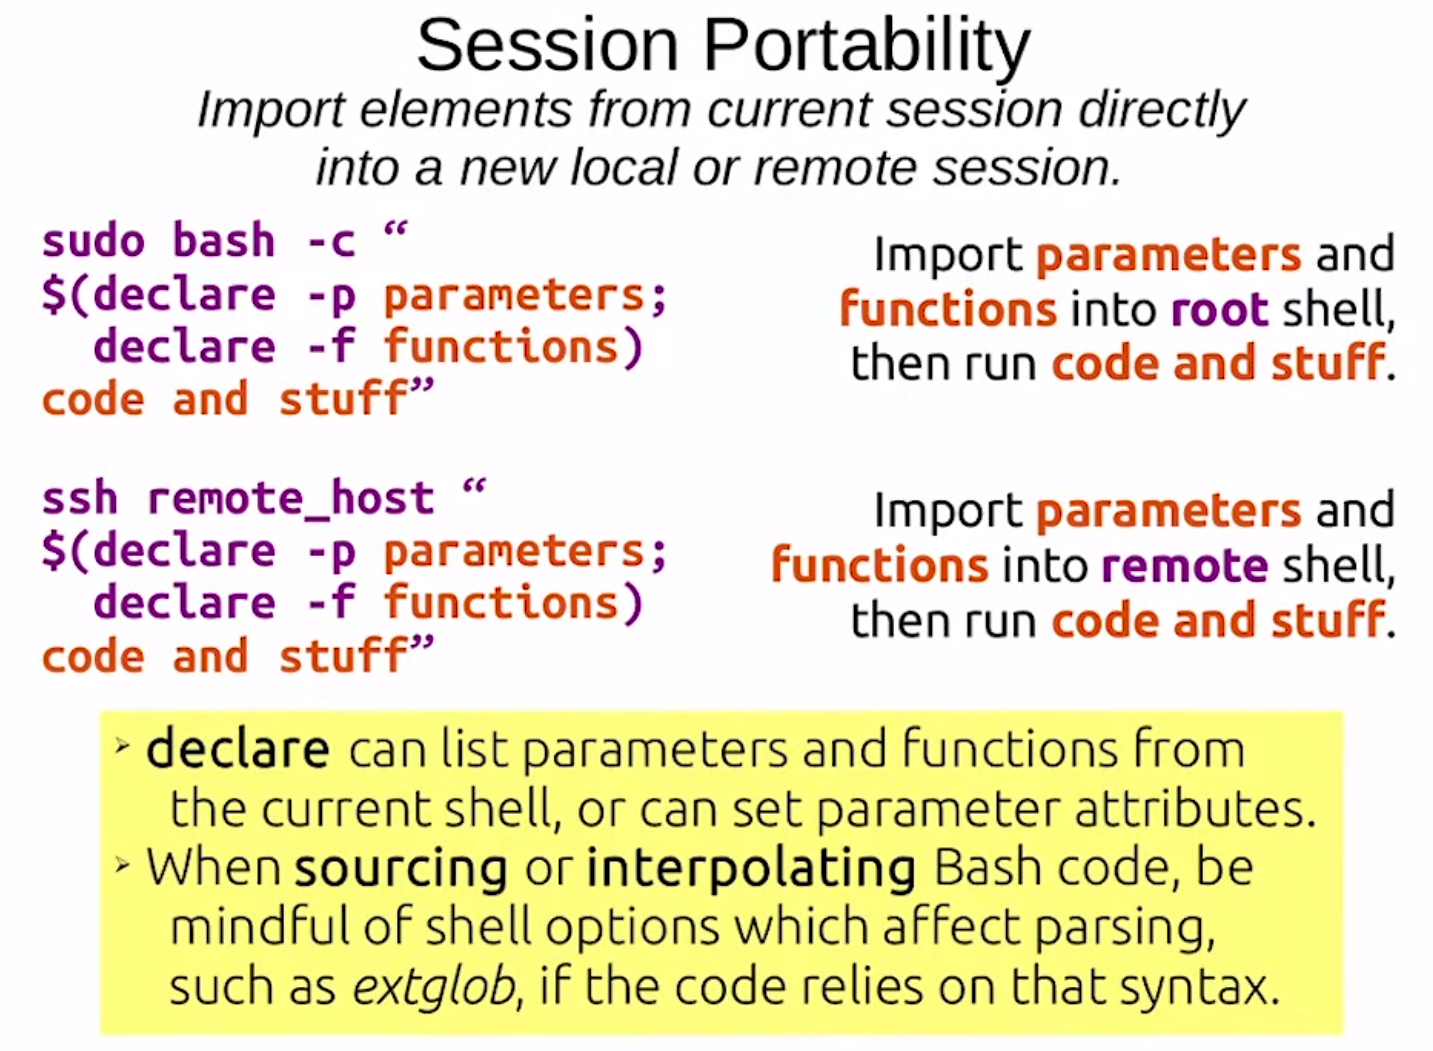 Session Portability
Import elements from current session directly
into a new local or remote session.
sudo bash -c “
$(declare -p parameters;
declare -f functions)
code and stuff”
Import parameters and
functions into root shell,
then run code and stuff.
ssh remote_host “
$(declare -p parameters;
declare -f functions)
code and stuff”
Import parameters and
functions into remote shell,
then run code and stuff.
➢ declare can list parameters and functions from
the current shell, or can set parameter attributes.
➢ When sourcing or interpolating Bash code, be
mindful of shell options which affect parsing,
such as extglob, if the code relies on that syntax.